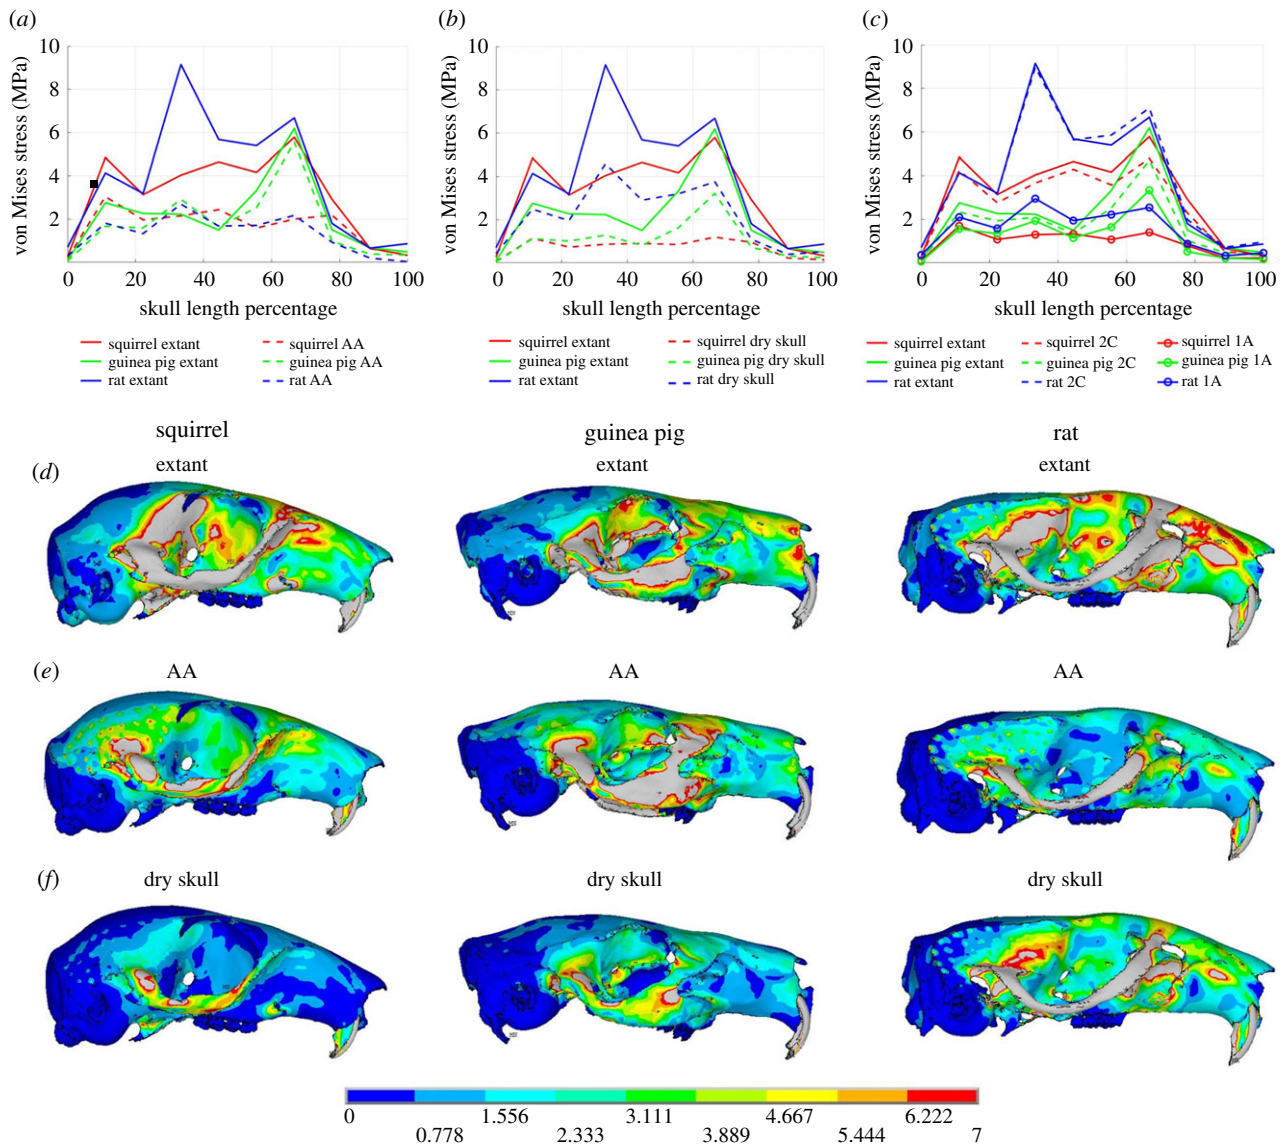 (a) (b) (c)
von Mises stress (MPa)
10
8
6
4
2
0 20 40 60 80 100
skull length percentage
squirrel extant squirrel AA
guinea pig extant guinea pig AA
rat extant rat AA
von Mises stress (MPa)
10
8
6
4
2
0 20 40 60 80 100
skull length percentage
squirrel extant squirrel dry skull
guinea pig extant guinea pig dry skull
rat extant rat dry skull
von Mises stress (MPa)
10
8
6
4
2
0 20 40 60 80 100
skull length percentage
squirrel extant squirrel 2C squirrel 1A
guinea pig extant guinea pig 2C guinea pig 1A
rat extant rat 2C rat 1A
squirrel guinea pig rat
(d) extant extant extant
(e) AA AA AA
(f) dry skull dry skull dry skull
0 1.556 3.111 4.667 6.222
0.778 2.333 3.889 5.444 7